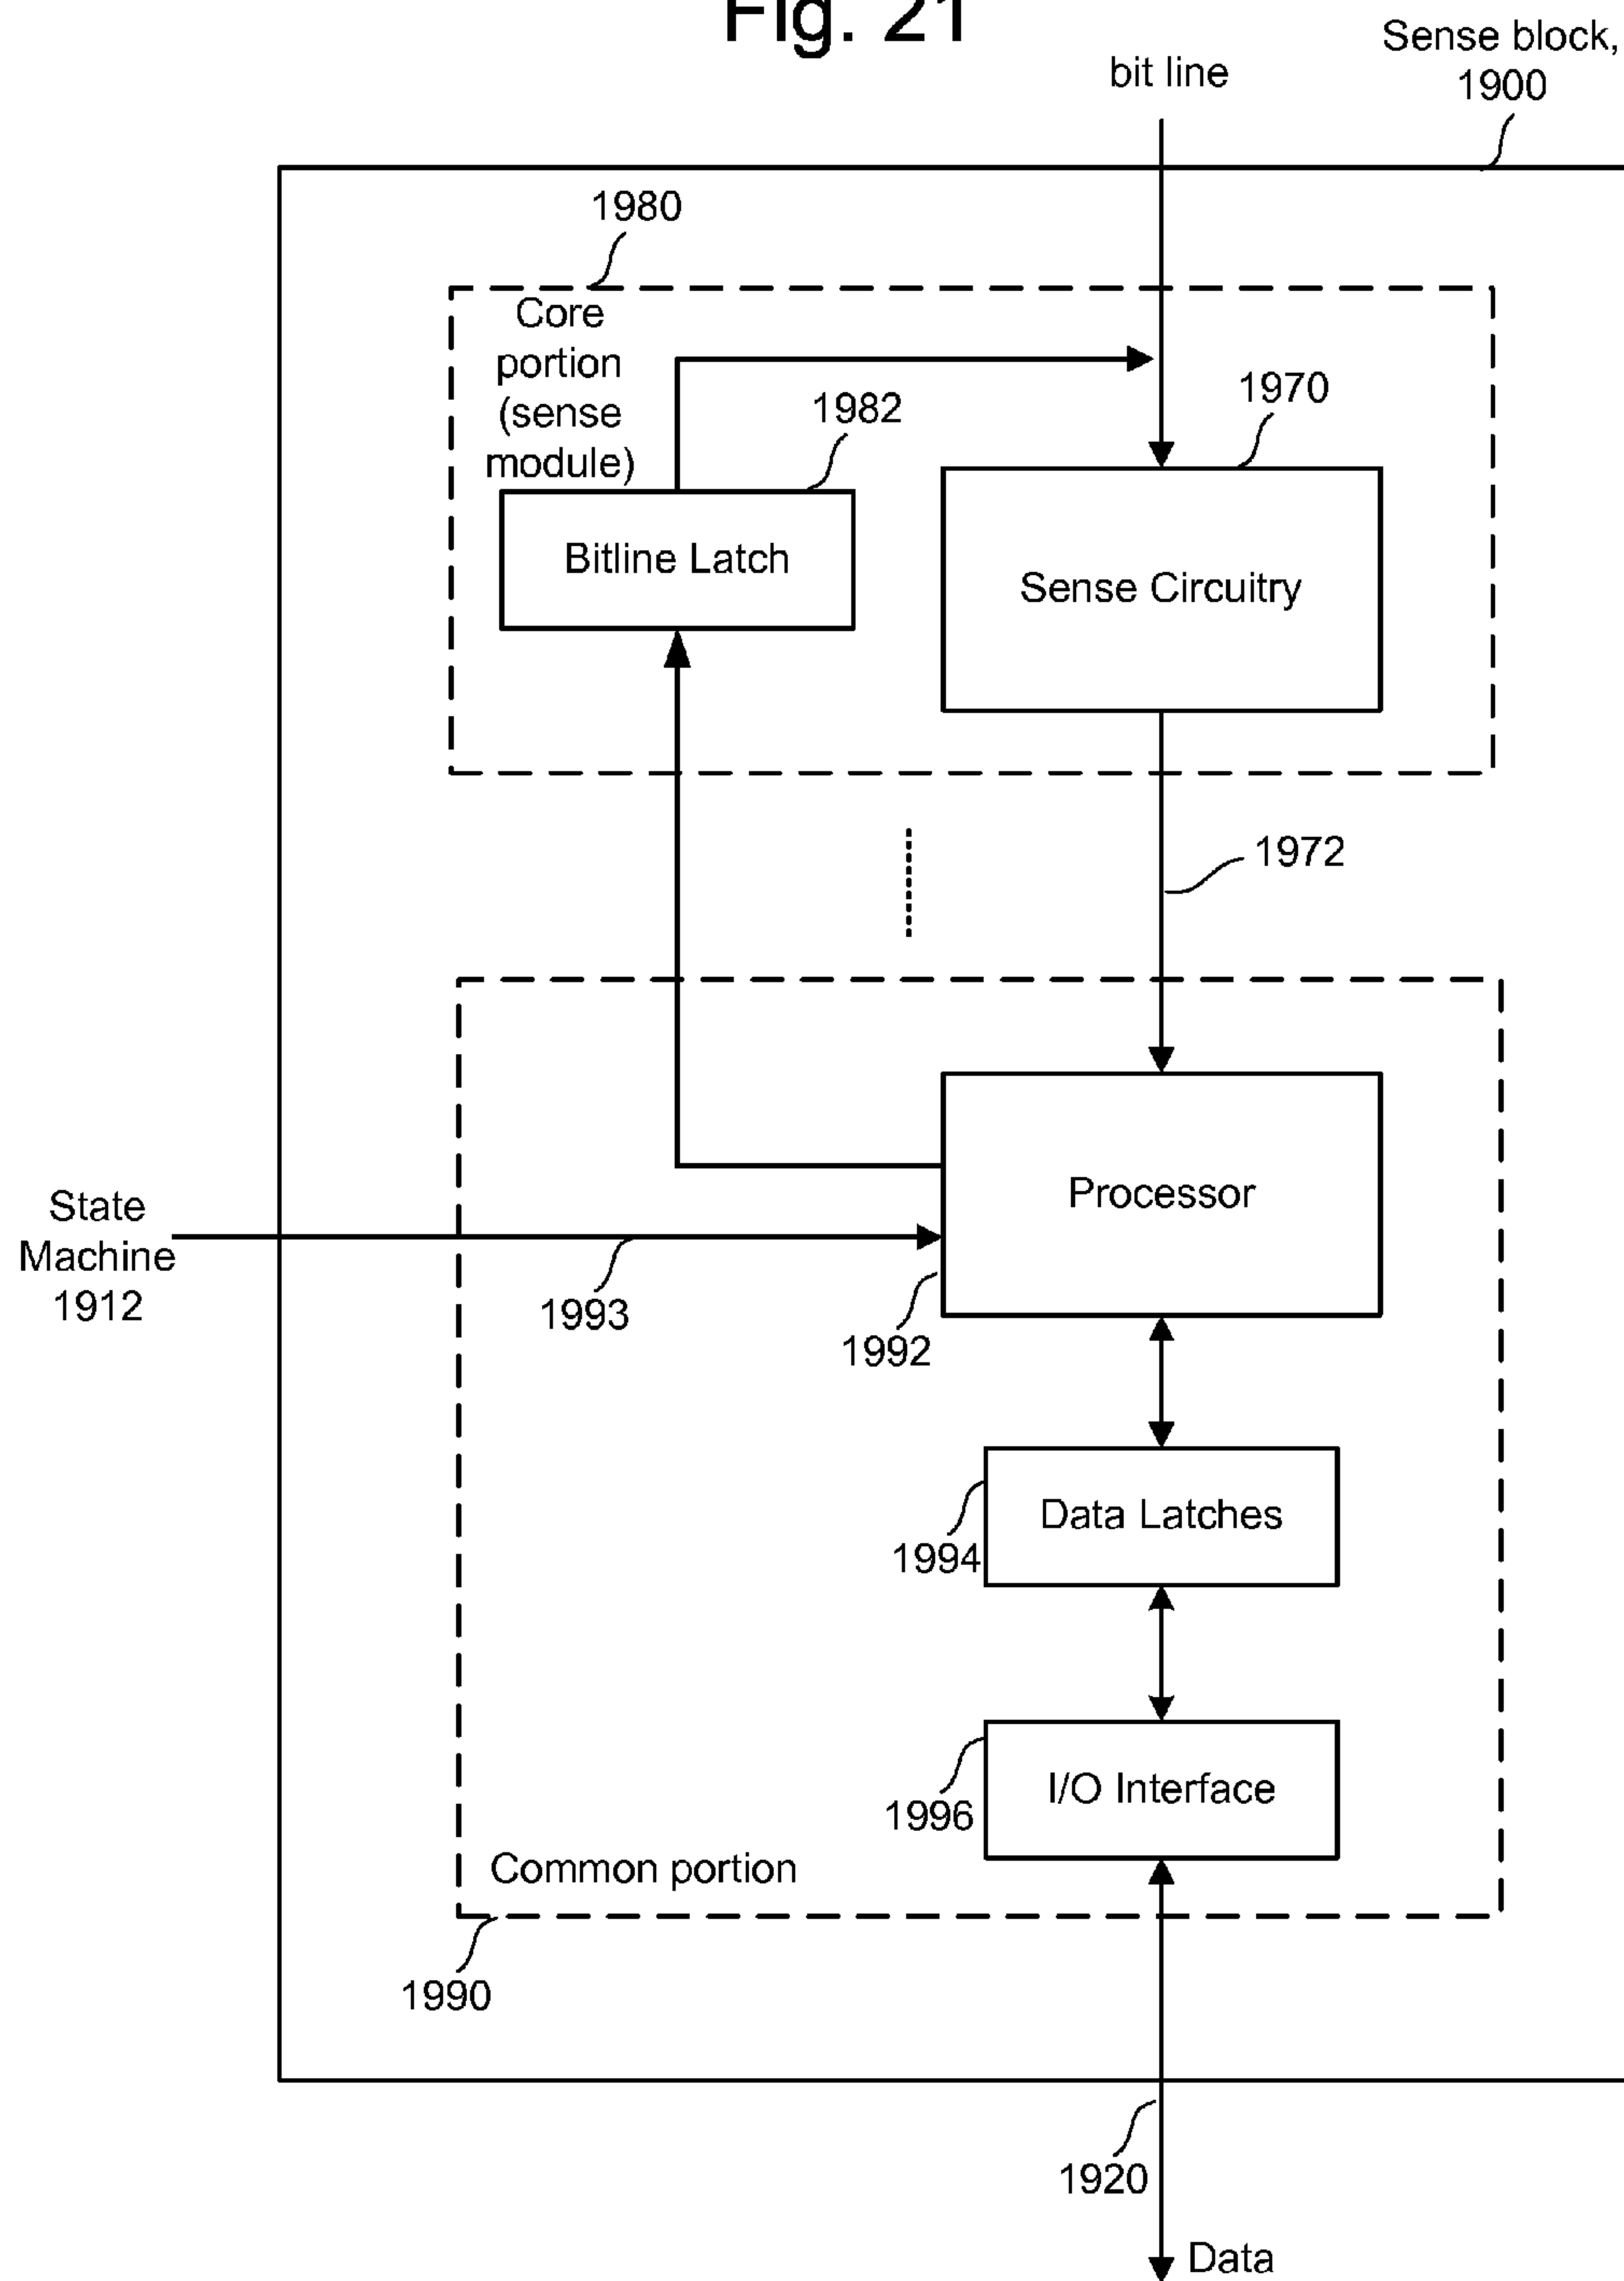 Fig. 21
bit line
Sense block,
1900
1980
Core
portion
(sense
module)
1982
1970
Bitline Latch
Sense Circuitry
1972
Processor
State
Machine
1912
1993
1992
Data Latches
1994
I/O Interface
1996
Common portion
1990
1920
Data